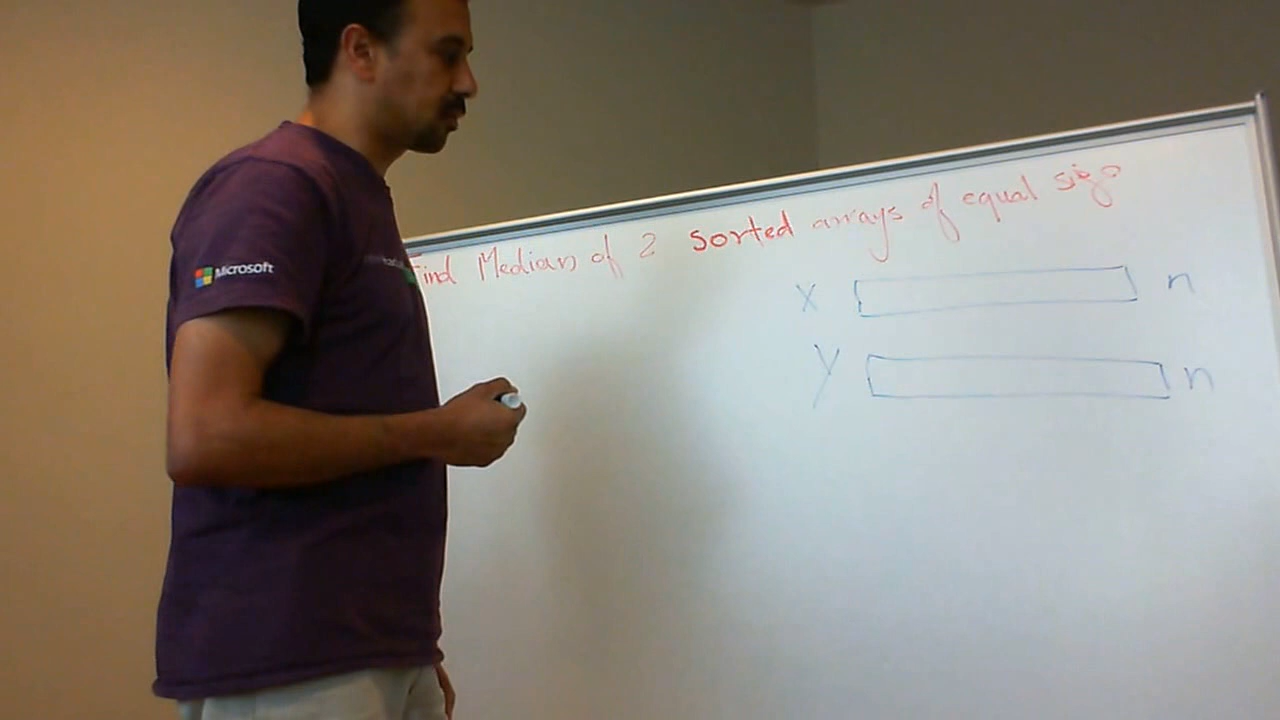 Microsoft
Find Median of 2 sorted arrays of equal size
x n
y n